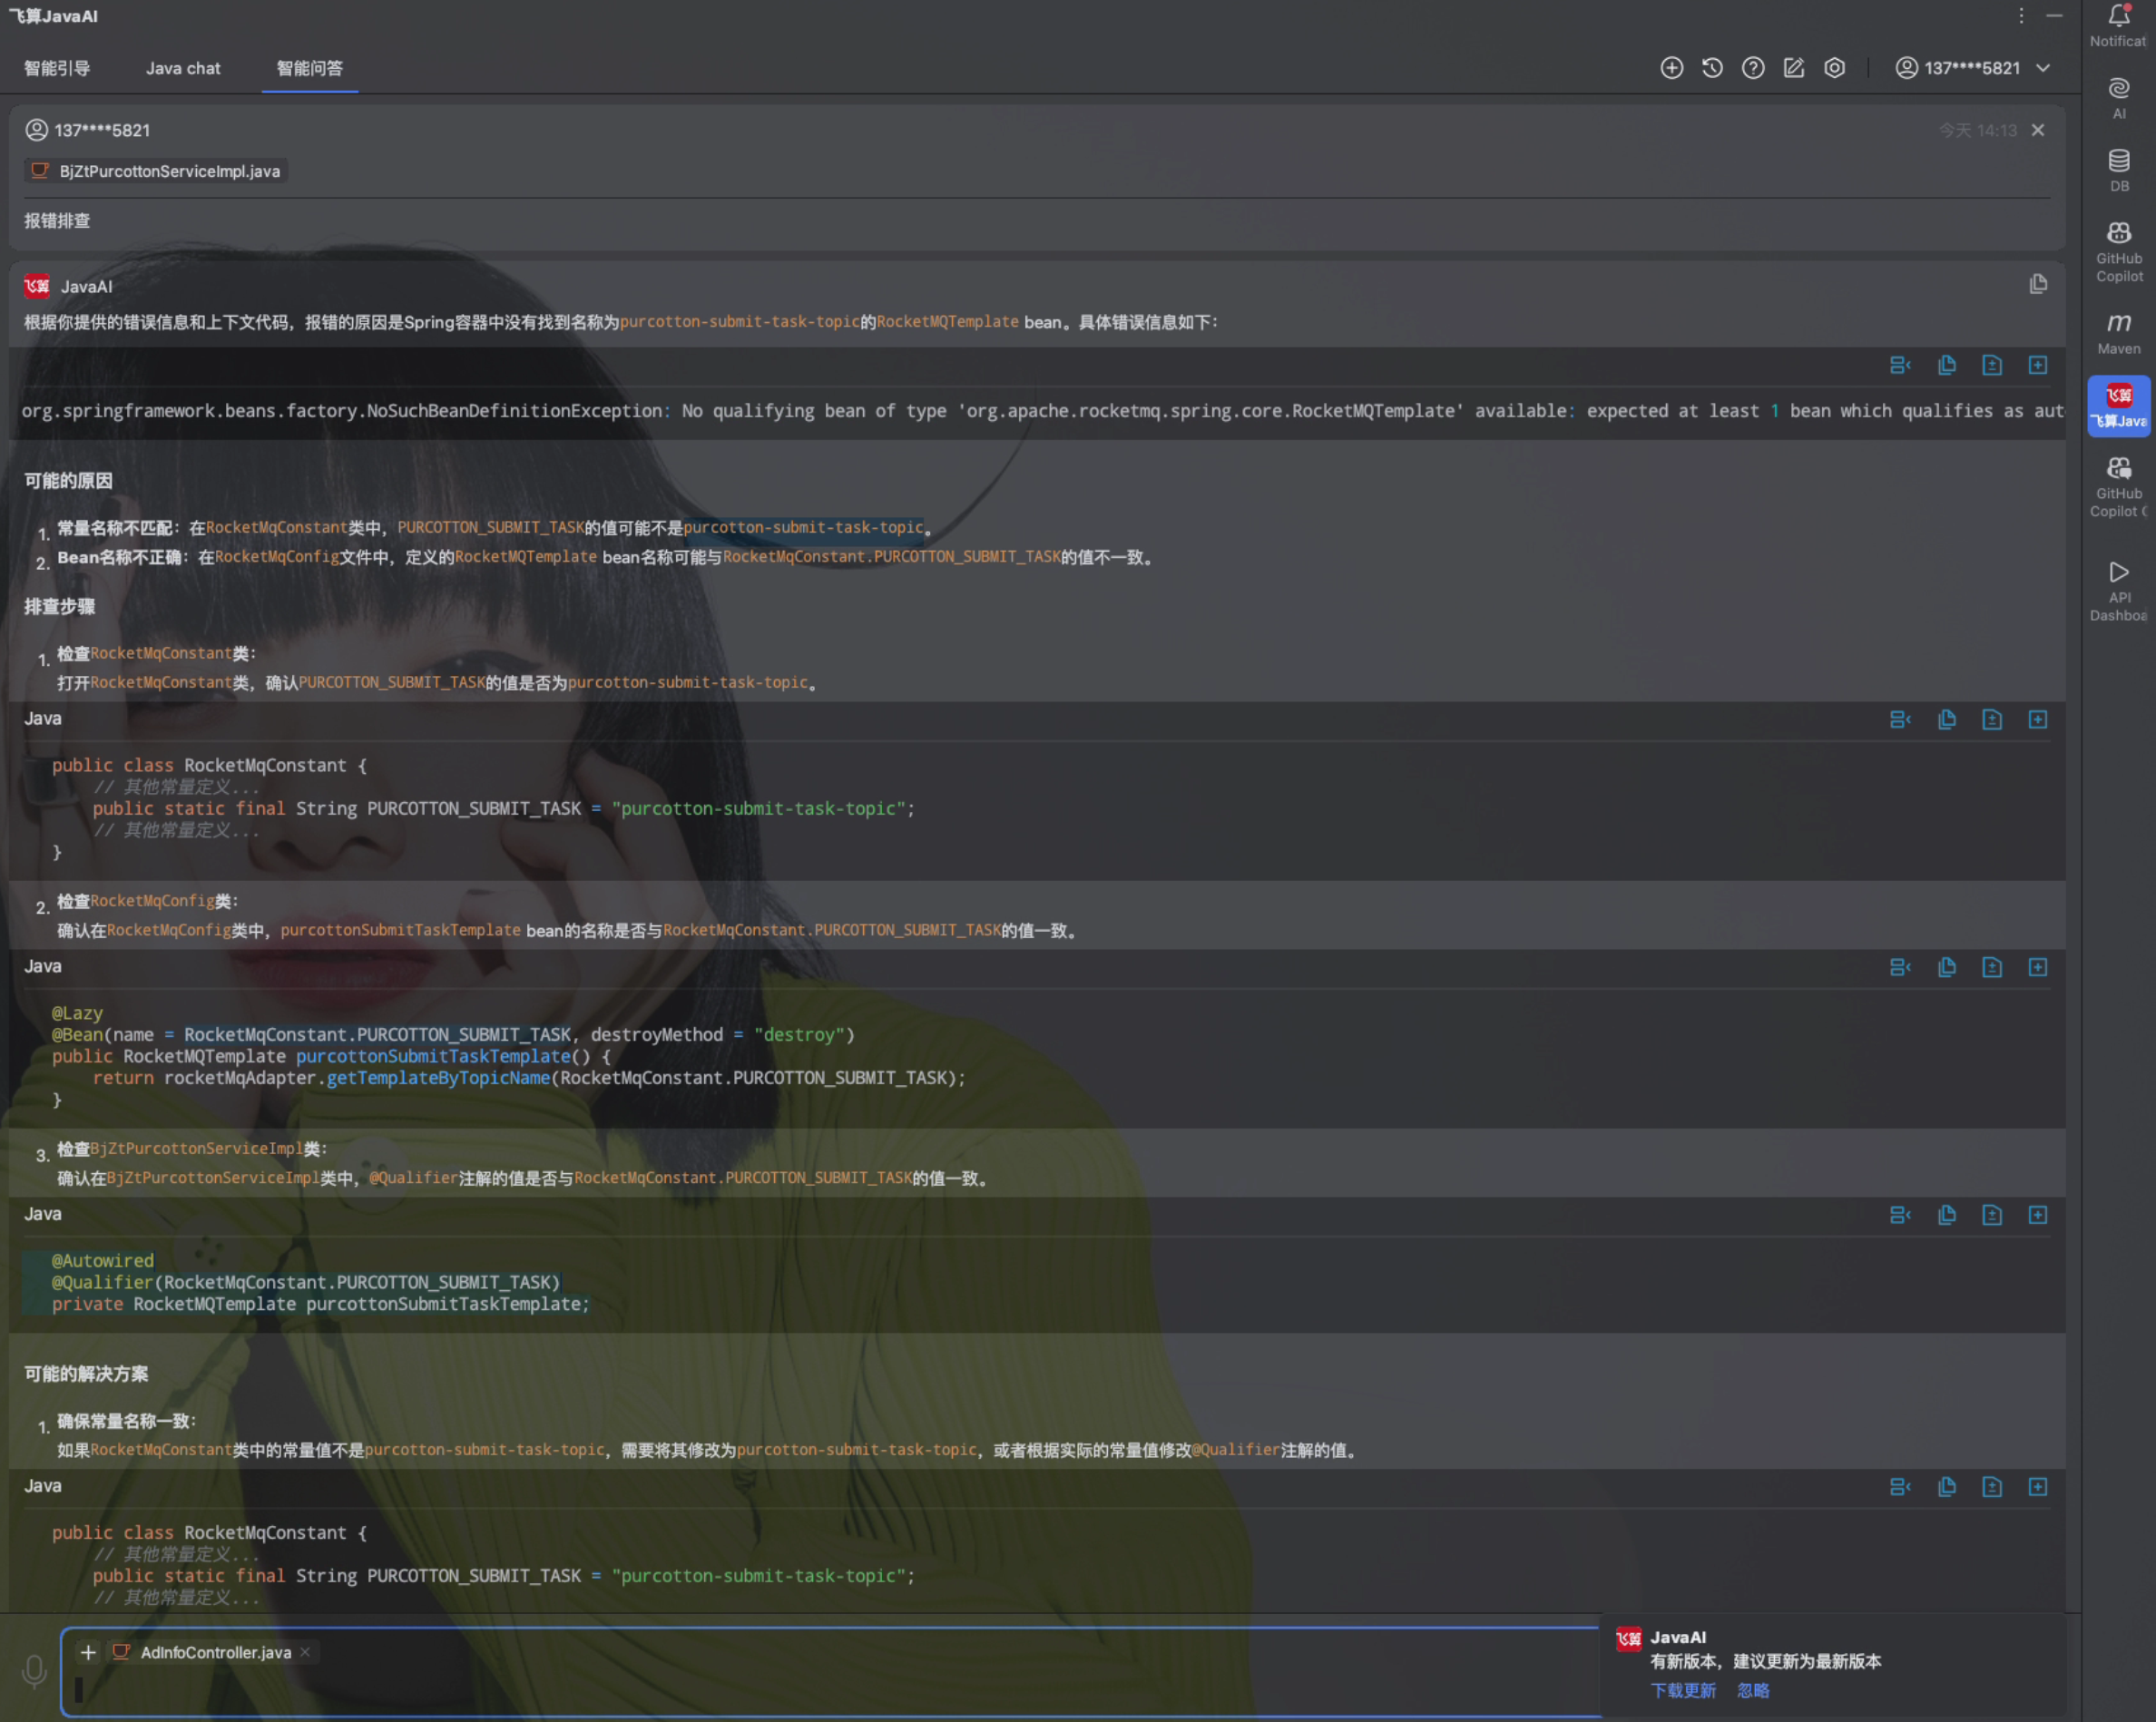 飞算JavaAI
智能引导 Java chat 智能问答 137****5821
137****5821 今天 14:13
BjZtPurcottonServiceImpl.java
报错排查
飞算 JavaAI
根据你提供的错误信息和上下文代码，报错的原因是Spring容器中没有找到名称为purcotton-submit-task-topic的RocketMQTemplate bean。具体错误信息如下：
org.springframework.beans.factory.NoSuchBeanDefinitionException: No qualifying bean of type 'org.apache.rocketmq.spring.core.RocketMQTemplate' available: expected at least 1 bean which qualifies as aut
可能的原因
1. 常量名称不匹配：在RocketMqConstant类中，PURCOTTON_SUBMIT_TASK的值可能不是purcotton-submit-task-topic。
2. Bean名称不正确：在RocketMqConfig文件中，定义的RocketMQTemplate bean名称可能与RocketMqConstant.PURCOTTON_SUBMIT_TASK的值不一致。
排查步骤
1. 检查RocketMqConstant类：
打开RocketMqConstant类，确认PURCOTTON_SUBMIT_TASK的值是否为purcotton-submit-task-topic。
Java
public class RocketMqConstant {
// 其他常量定义...
public static final String PURCOTTON_SUBMIT_TASK = "purcotton-submit-task-topic";
// 其他常量定义...
}
2. 检查RocketMqConfig类：
确认在RocketMqConfig类中，purcottonSubmitTaskTemplate bean的名称是否与RocketMqConstant.PURCOTTON_SUBMIT_TASK的值一致。
Java
@Lazy
@Bean(name = RocketMqConstant.PURCOTTON_SUBMIT_TASK, destroyMethod = "destroy")
public RocketMQTemplate purcottonSubmitTaskTemplate() {
return rocketMqAdapter.getTemplateByTopicName(RocketMqConstant.PURCOTTON_SUBMIT_TASK);
}
3. 检查BjZtPurcottonServiceImpl类：
确认在BjZtPurcottonServiceImpl类中，@Qualifier注解的值是否与RocketMqConstant.PURCOTTON_SUBMIT_TASK的值一致。
Java
@Autowired
@Qualifier(RocketMqConstant.PURCOTTON_SUBMIT_TASK)
private RocketMQTemplate purcottonSubmitTaskTemplate;
可能的解决方案
1. 确保常量名称一致：
如果RocketMqConstant类中的常量值不是purcotton-submit-task-topic，需要将其修改为purcotton-submit-task-topic，或者根据实际的常量值修改@Qualifier注解的值。
Java
public class RocketMqConstant {
// 其他常量定义...
public static final String PURCOTTON_SUBMIT_TASK = "purcotton-submit-task-topic";
// 其他常量定义...
AdInfoController.java
飞算 JavaAI
有新版本，建议更新为最新版本
下载更新 忽略
Notificat
AI
DB
GitHub
Copilot
m
Maven
飞算
飞算Java
GitHub
Copilot C
API
Dashboa